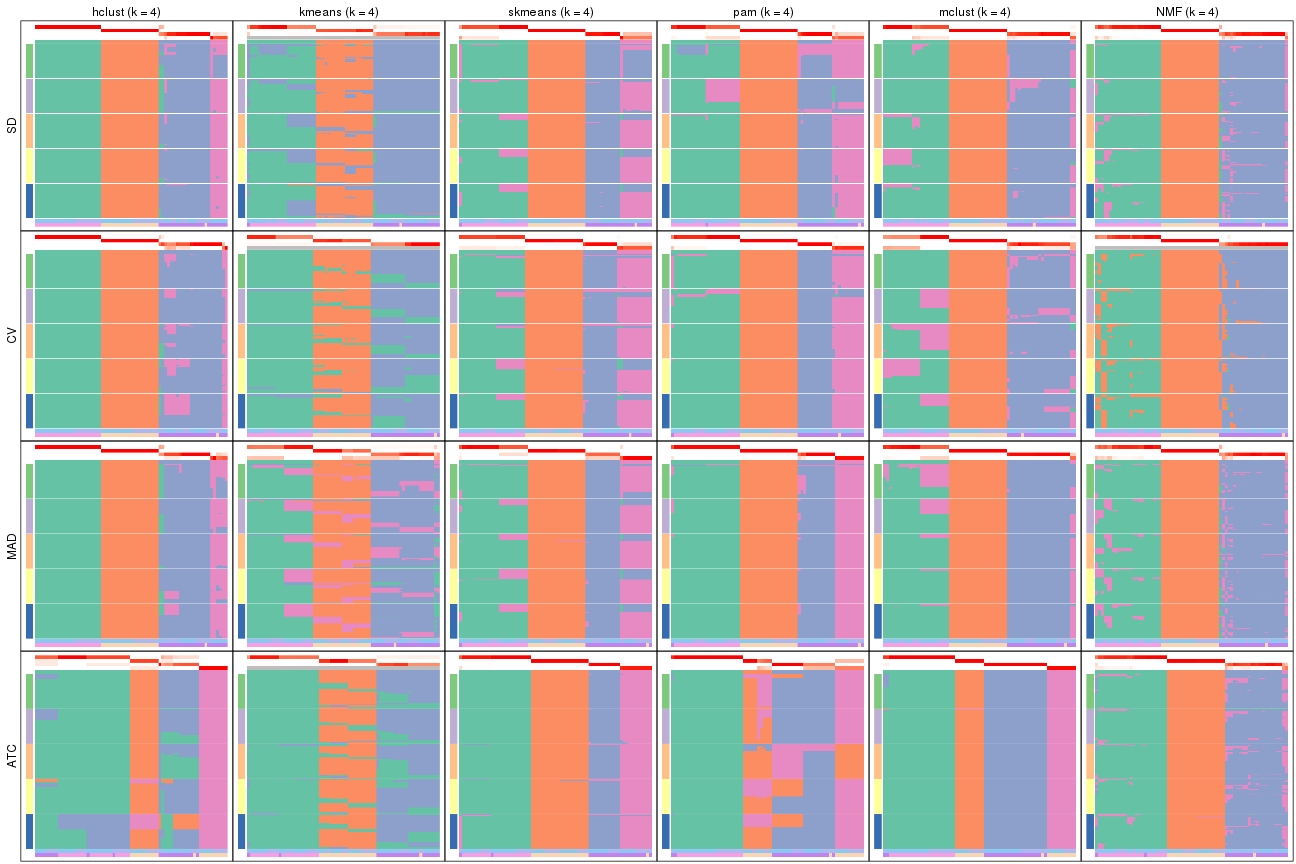 hclust (k = 4) kmeans (k = 4) skmeans (k = 4) pam (k = 4) mclust (k = 4) NMF (k = 4)
SD
CV
MAD
ATC